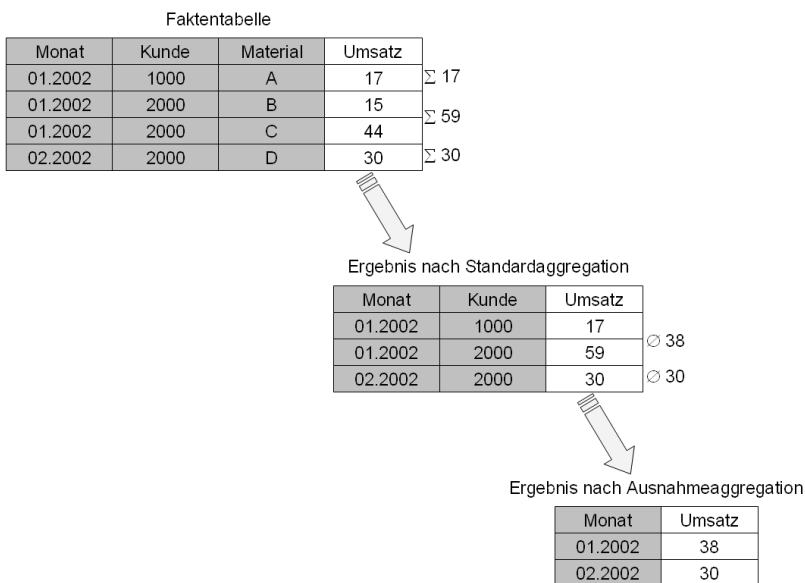 Faktentabelle
Monat Kunde Material Umsatz
01.2002 1000 A 17 ∑ 17
01.2002 2000 B 15
∑ 59
01.2002 2000 C 44
02.2002 2000 D 30 ∑ 30
Ergebnis nach Standardaggregation
Monat Kunde Umsatz
01.2002 1000 17
∅ 38
01.2002 2000 59
02.2002 2000 30 ∅ 30
Ergebnis nach Ausnahmeaggregation
Monat Umsatz
01.2002 38
02.2002 30